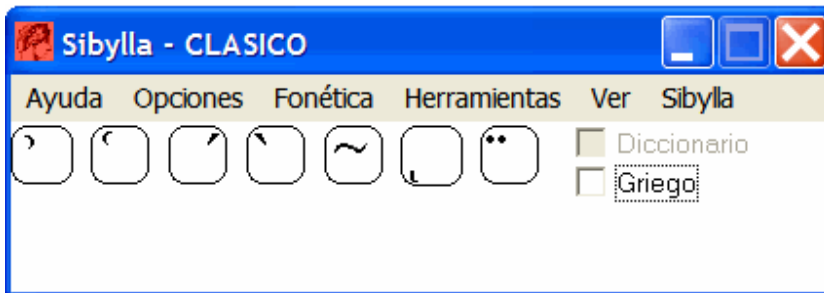 Sibylla - CLASICO
Ayuda Opciones Fonética Herramientas Ver Sibylla
Diccionario
Griego